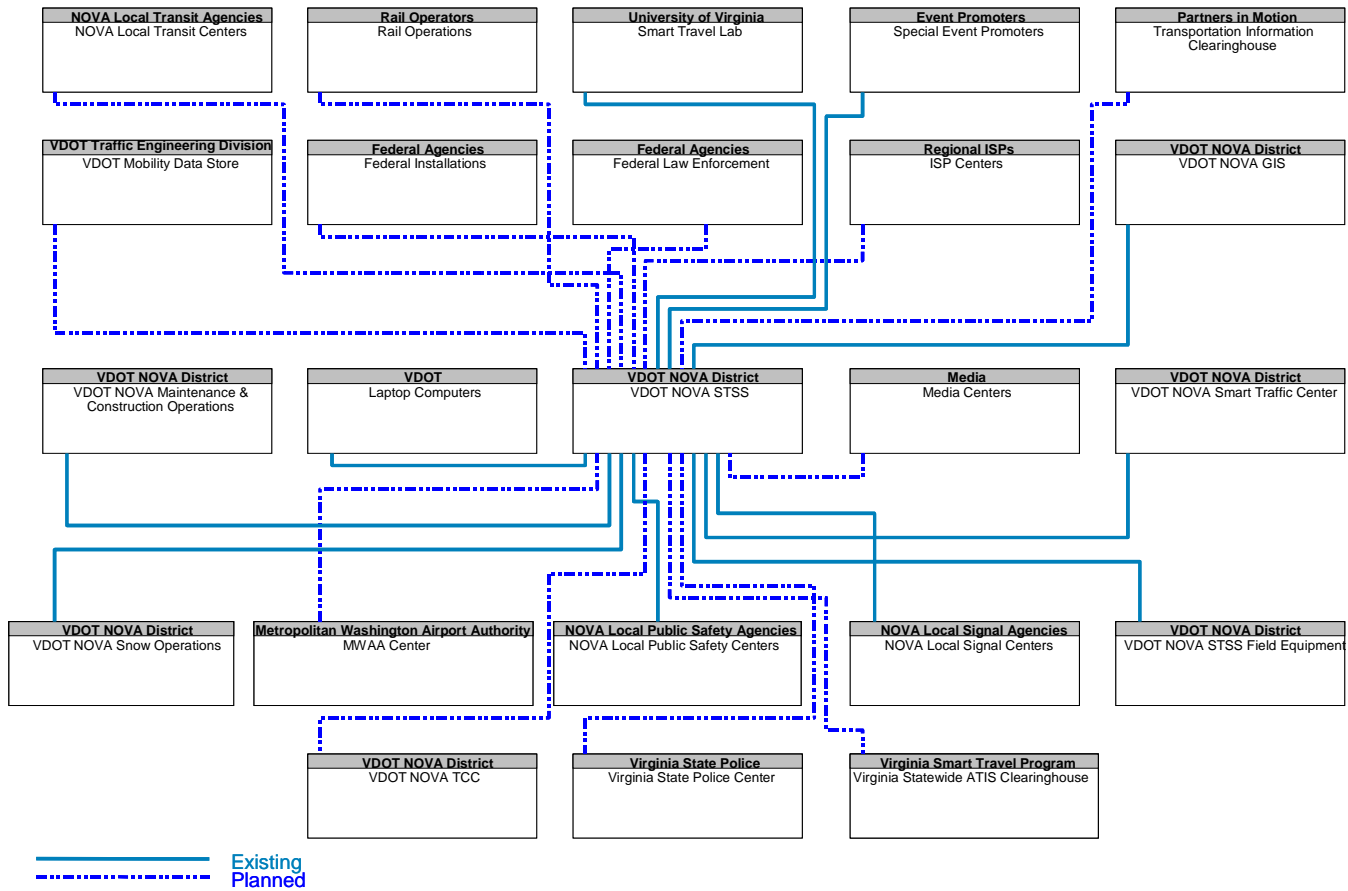 NOVA Local Transit Agencies
NOVA Local Transit Centers
Rail Operators
Rail Operations
University of Virginia
Smart Travel Lab
Event Promoters
Special Event Promoters
Partners in Motion
Transportation Information
Clearinghouse
VDOT Traffic Engineering Division
VDOT Mobility Data Store
Federal Agencies
Federal Installations
Federal Agencies
Federal Law Enforcement
Regional ISPs
ISP Centers
VDOT NOVA District
VDOT NOVA GIS
VDOT NOVA District
VDOT NOVA Maintenance &
Construction Operations
VDOT
Laptop Computers
VDOT NOVA District
VDOT NOVA STSS
Media
Media Centers
VDOT NOVA District
VDOT NOVA Smart Traffic Center
VDOT NOVA District
VDOT NOVA Snow Operations
Metropolitan Washington Airport Authority
MWAA Center
NOVA Local Public Safety Agencies
NOVA Local Public Safety Centers
NOVA Local Signal Agencies
NOVA Local Signal Centers
VDOT NOVA District
VDOT NOVA STSS Field Equipment
VDOT NOVA District
VDOT NOVA TCC
Virginia State Police
Virginia State Police Center
Virginia Smart Travel Program
Virginia Statewide ATIS Clearinghouse
Existing
Planned